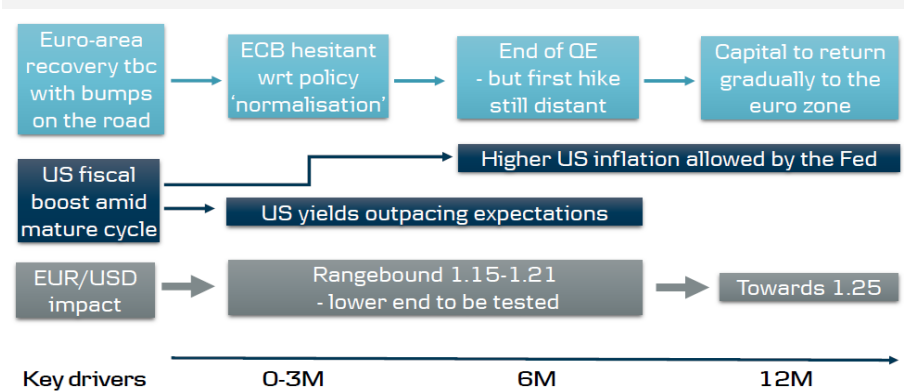 Euro-area
recovery tbc
with bumps
on the road
ECB hesitant
wrt policy
'normalisation'
End of QE
- but first hike
still distant
Capital to return
gradually to the
euro zone
US fiscal
boost amid
mature cycle
Higher US inflation allowed by the Fed
US yields outpacing expectations
EUR/USD
impact
Rangebound 1.15-1.21
- lower end to be tested
Towards 1.25
Key drivers
0-3M
6M
12M